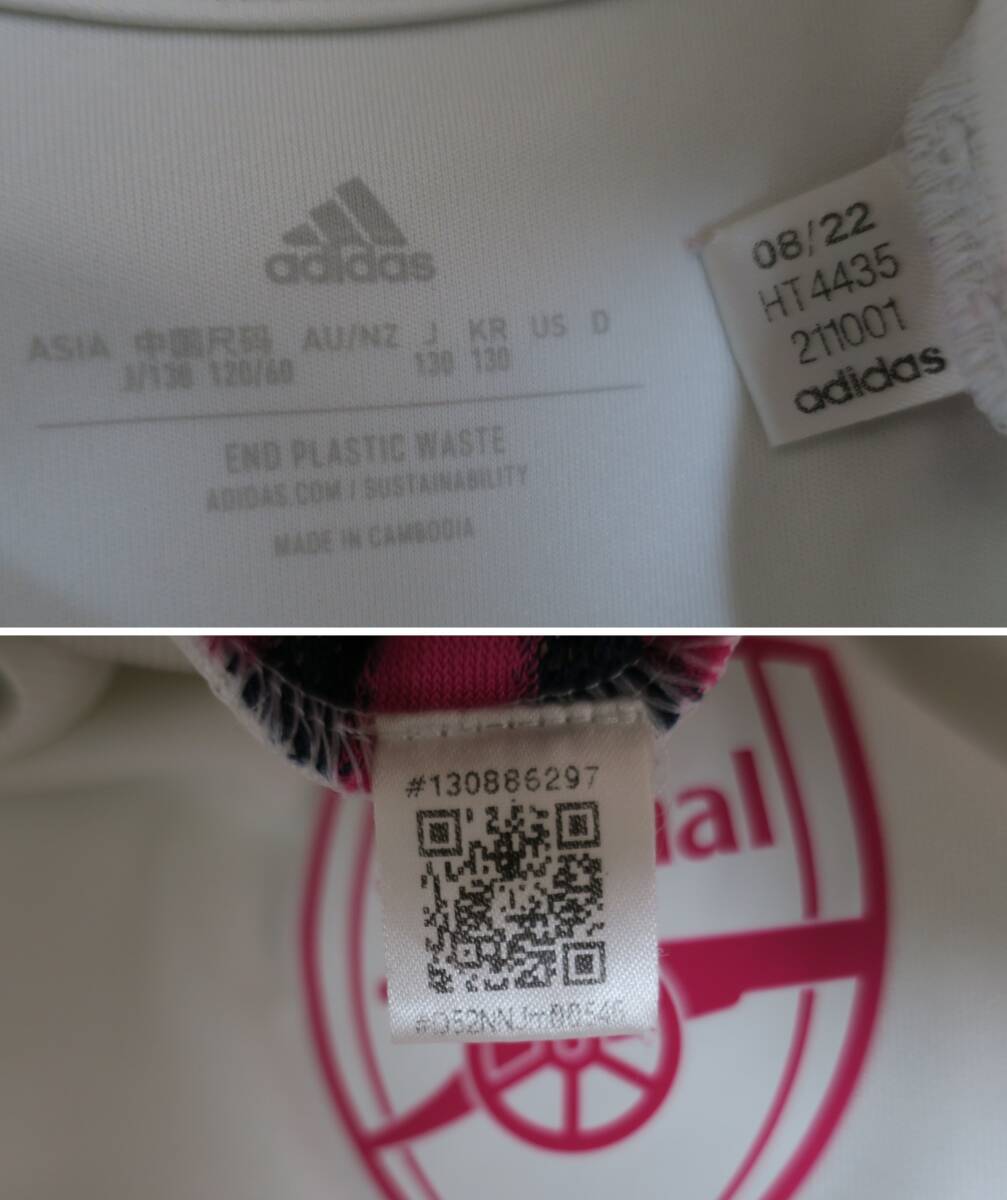 adidas
ASIA 中国尺码 AU/NZ J KR US D
J/130 120/60 130 130
END PLASTIC WASTE
ADIDAS.COM / SUSTAINABILITY
MADE IN CAMBODIA
08/22
HT4435
211001
adidas
#130886297
nal